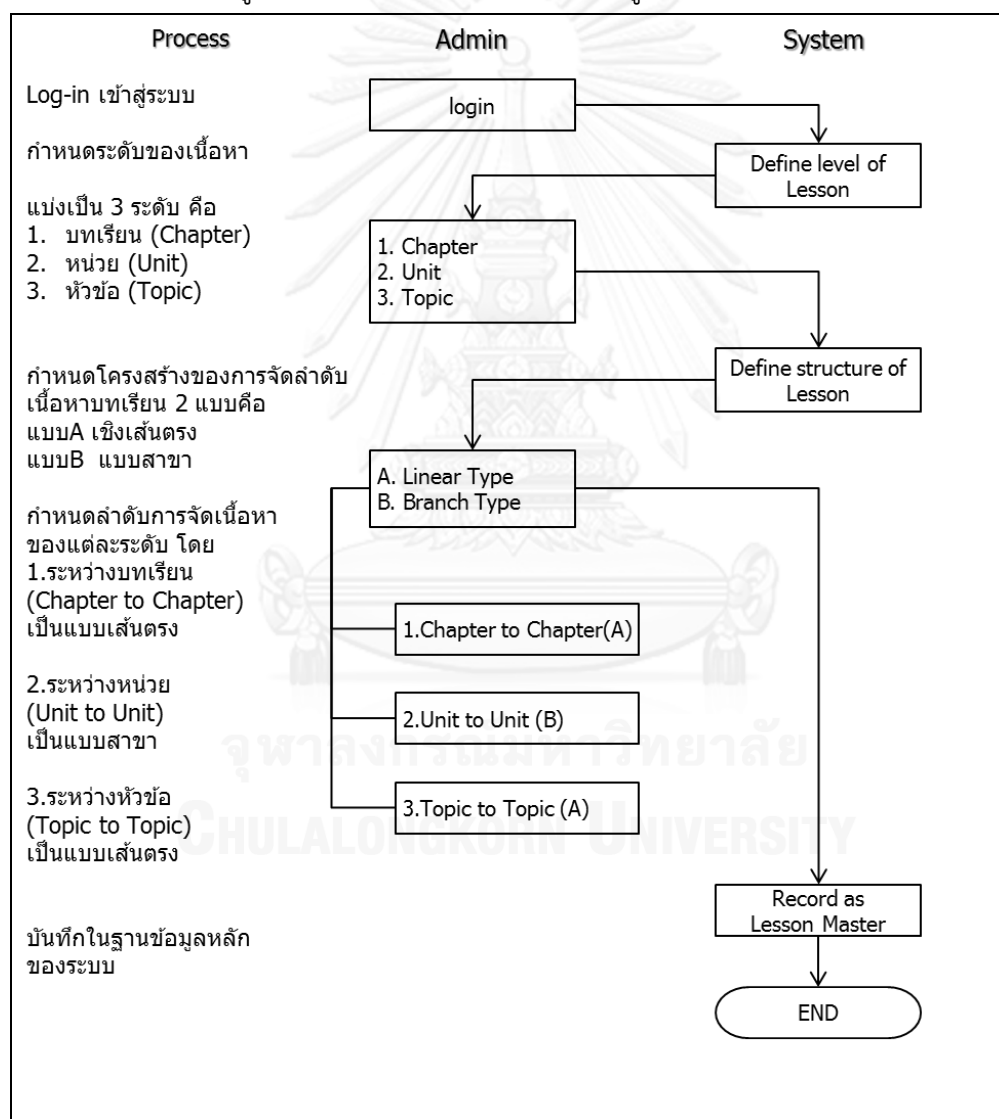 Process
Admin
System
Log-in เข้าสู่ระบบ
login
กำหนดระดับของเนื้อหา
Define level of
Lesson
แบ่งเป็น 3 ระดับ คือ
1. บทเรียน (Chapter)
2. หน่วย (Unit)
3. หัวข้อ (Topic)
1. Chapter
2. Unit
3. Topic
กำหนดโครงสร้างของการจัดลำดับ
เนื้อหาบทเรียน 2 แบบคือ
แบบA เชิงเส้นตรง
แบบB แบบสาขา
Define structure of
Lesson
A. Linear Type
B. Branch Type
กำหนดลำดับการจัดเนื้อหา
ของแต่ละระดับ โดย
1.ระหว่างบทเรียน
(Chapter to Chapter)
เป็นแบบเส้นตรง
1.Chapter to Chapter(A)
2.ระหว่างหน่วย
(Unit to Unit)
เป็นแบบสาขา
2.Unit to Unit (B)
3.ระหว่างหัวข้อ
(Topic to Topic)
เป็นแบบเส้นตรง
3.Topic to Topic (A)
จุฬาลงกรณ์มหาวิทยาลัย
CHULALONGKORN UNIVERSITY
บันทึกในฐานข้อมูลหลัก
ของระบบ
Record as
Lesson Master
END